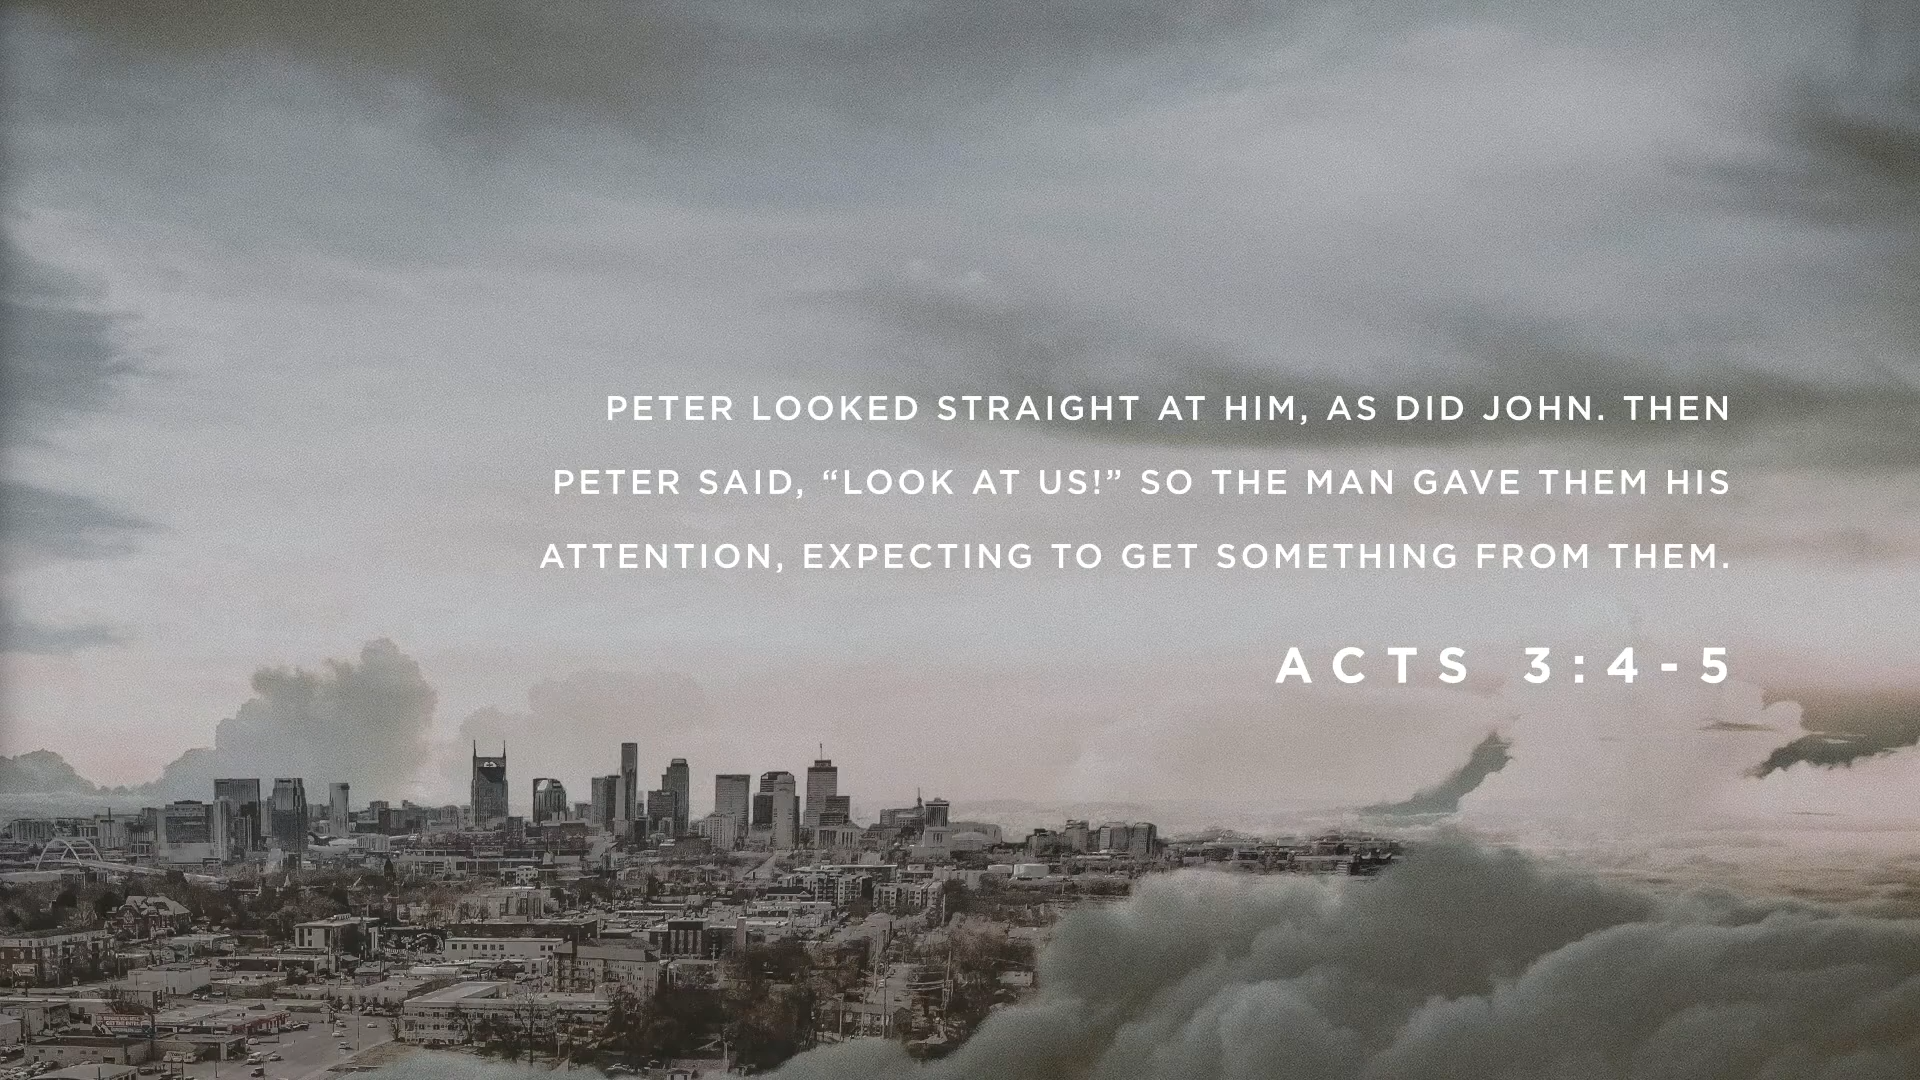 PETER LOOKED STRAIGHT AT HIM, AS DID JOHN. THEN
PETER SAID, “LOOK AT US!” SO THE MAN GAVE THEM HIS
ATTENTION, EXPECTING TO GET SOMETHING FROM THEM.
ACTS 3:4-5